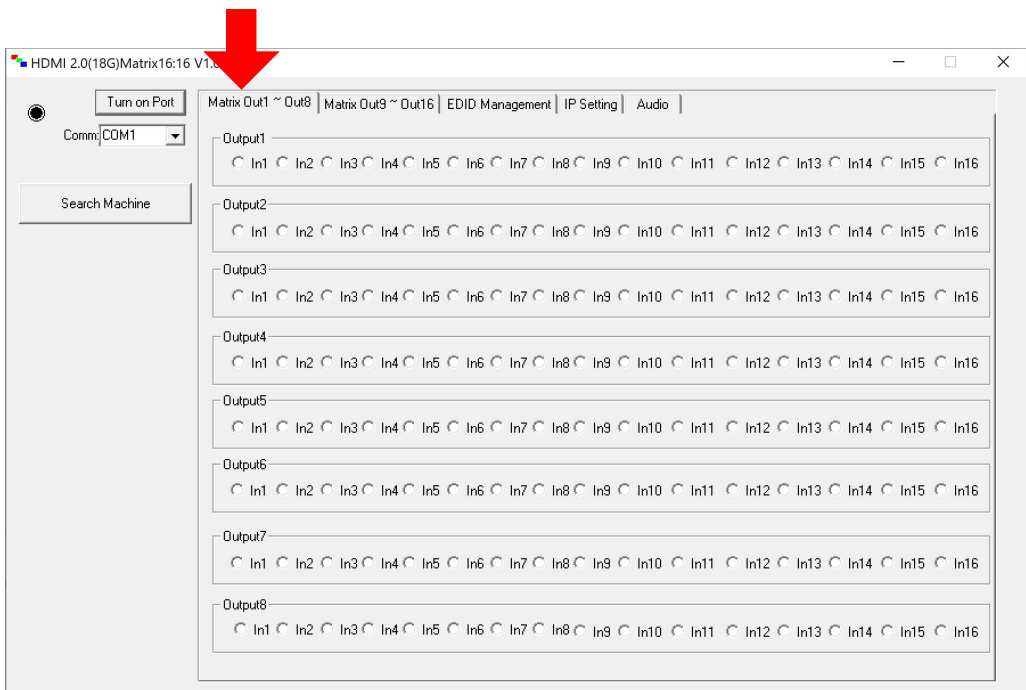 HDMI 2.0(18G)Matrix16:16 V1.
Turn on Port
Comm: COM1
Search Machine
Matrix Out1 ~ Out8 Matrix Out9 ~ Out16 EDID Management IP Setting Audio
Output1
In1 In2 In3 In4 In5 In6 In7 In8 In9 In10 In11 In12 In13 In14 In15 In16
Output2
In1 In2 In3 In4 In5 In6 In7 In8 In9 In10 In11 In12 In13 In14 In15 In16
Output3
In1 In2 In3 In4 In5 In6 In7 In8 In9 In10 In11 In12 In13 In14 In15 In16
Output4
In1 In2 In3 In4 In5 In6 In7 In8 In9 In10 In11 In12 In13 In14 In15 In16
Output5
In1 In2 In3 In4 In5 In6 In7 In8 In9 In10 In11 In12 In13 In14 In15 In16
Output6
In1 In2 In3 In4 In5 In6 In7 In8 In9 In10 In11 In12 In13 In14 In15 In16
Output7
In1 In2 In3 In4 In5 In6 In7 In8 In9 In10 In11 In12 In13 In14 In15 In16
Output8
In1 In2 In3 In4 In5 In6 In7 In8 In9 In10 In11 In12 In13 In14 In15 In16